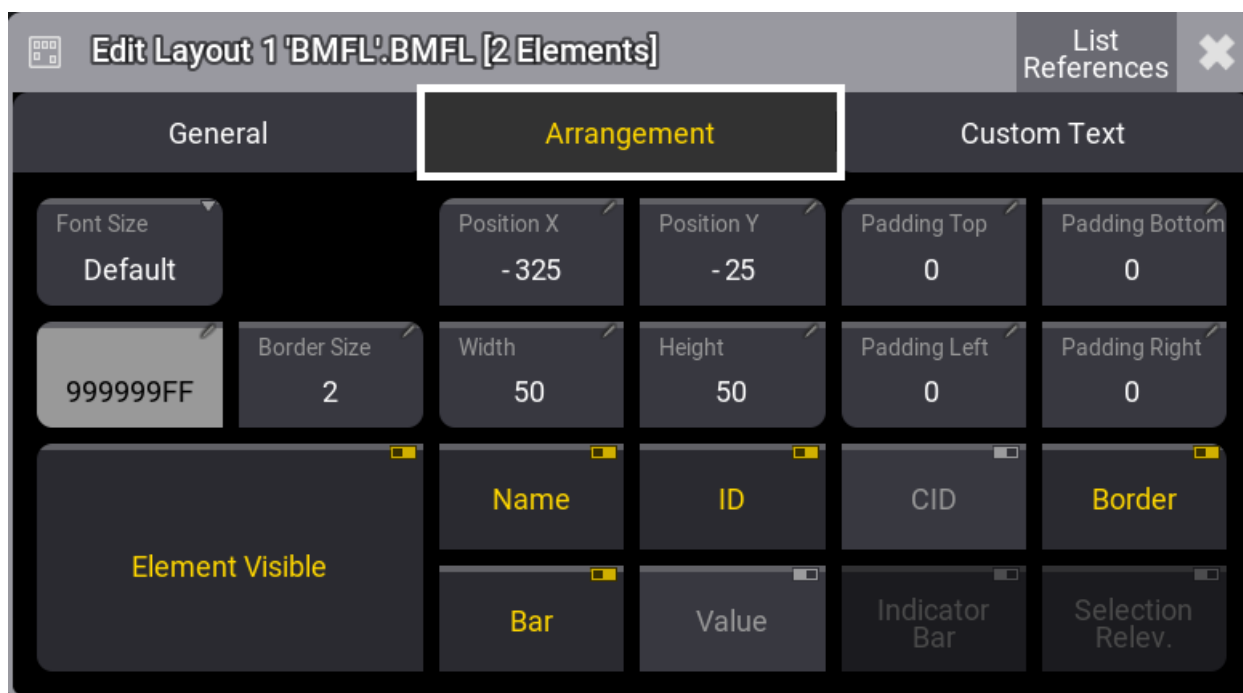 Edit Layout 1 'BMFL'.BMFL [2 Elements]
List
References
General
Arrangement
Custom Text
Font Size
Default
Position X
-325
Position Y
-25
Padding Top
0
Padding Bottom
0
999999FF
Border Size
2
Width
50
Height
50
Padding Left
0
Padding Right
0
Element Visible
Name
ID
CID
Border
Bar
Value
Indicator
Bar
Selection
Relev.